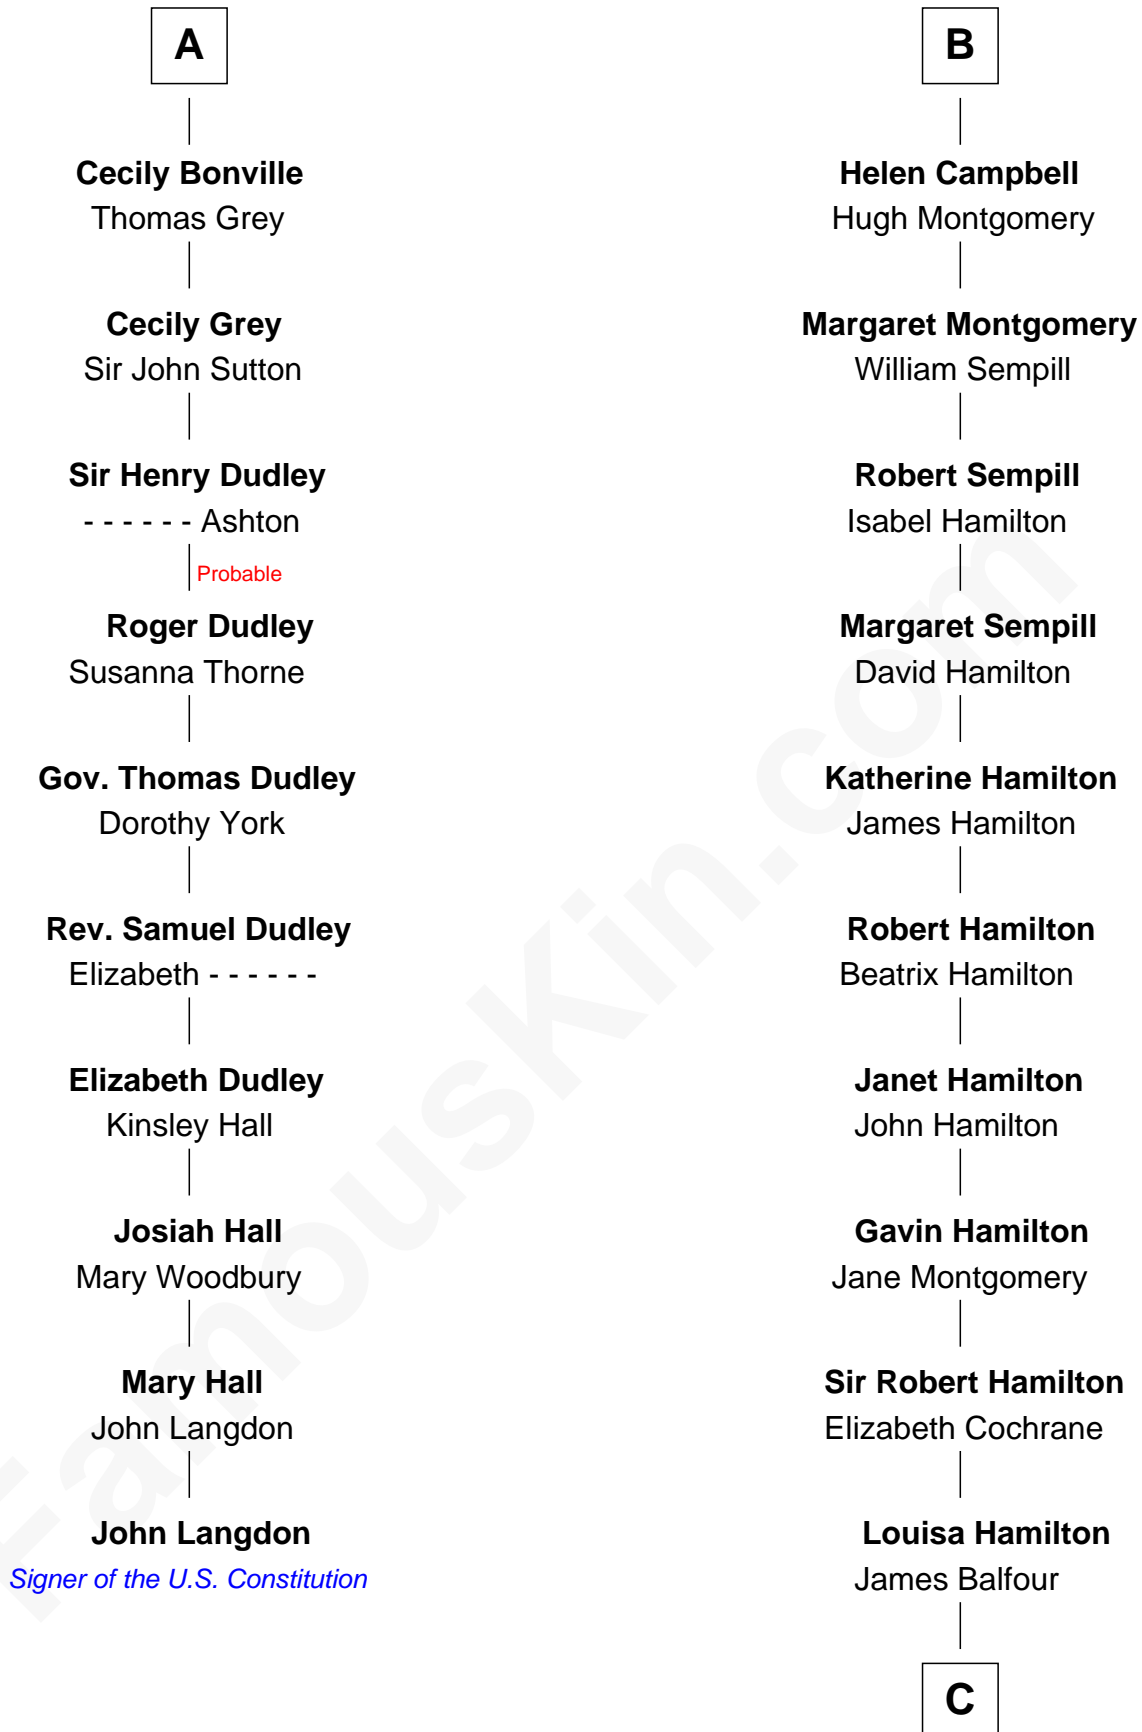 A
Cecily Bonville
Thomas Grey
Cecily Grey
Sir John Sutton
Sir Henry Dudley
- - - - - - Ashton
Probable
Roger Dudley
Susanna Thorne
Gov. Thomas Dudley
Dorothy York
Rev. Samuel Dudley
Elizabeth - - - - - -
Elizabeth Dudley
Kinsley Hall
Josiah Hall
Mary Woodbury
Mary Hall
John Langdon
John Langdon
Signer of the U.S. Constitution
B
Helen Campbell
Hugh Montgomery
Margaret Montgomery
William Sempill
Robert Sempill
Isabel Hamilton
Margaret Sempill
David Hamilton
Katherine Hamilton
James Hamilton
Robert Hamilton
Beatrix Hamilton
Janet Hamilton
John Hamilton
Gavin Hamilton
Jane Montgomery
Sir Robert Hamilton
Elizabeth Cochrane
Louisa Hamilton
James Balfour
C
FamousKin.com